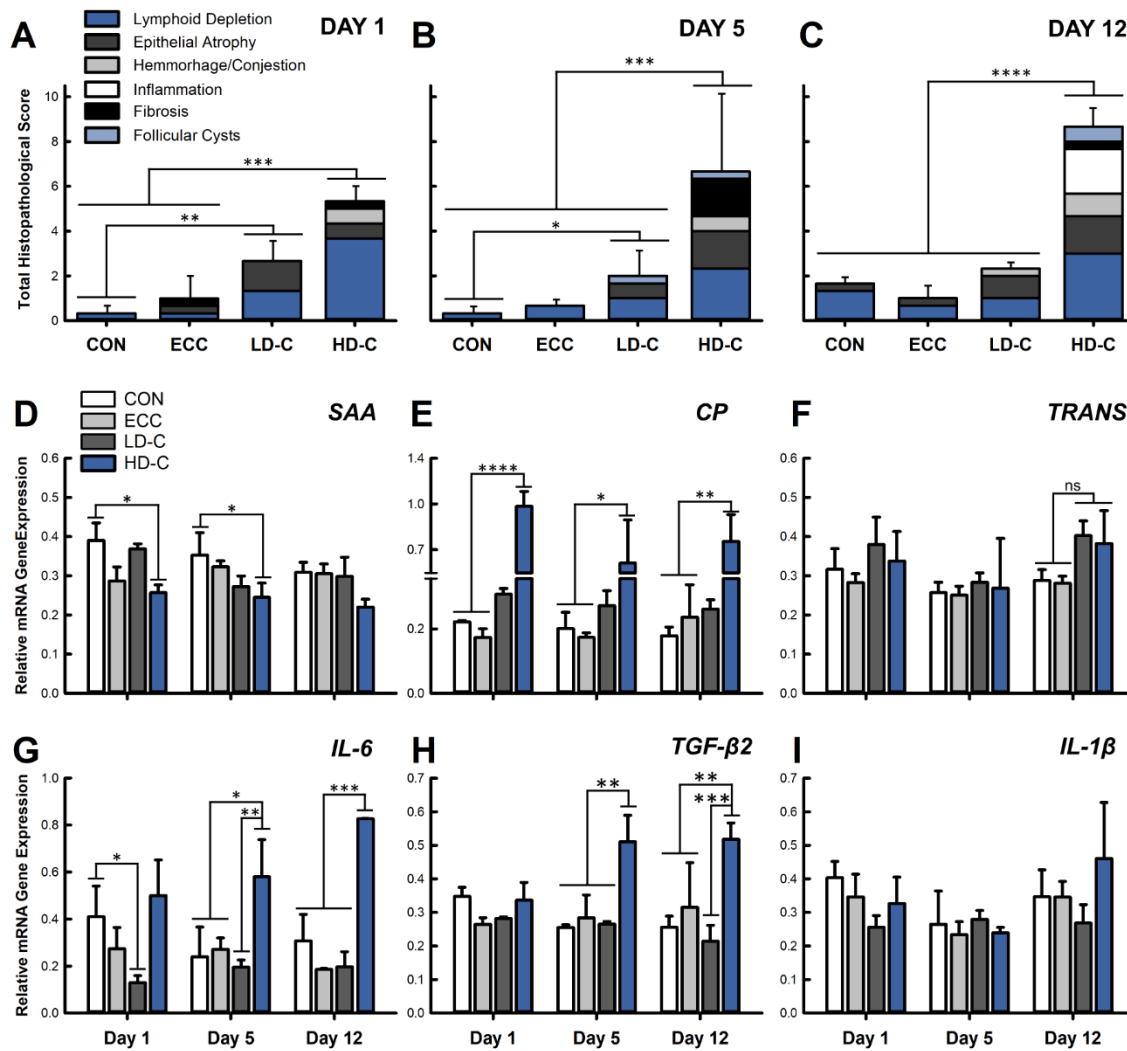 A
Lymphoid Depletion
Epithelial Atrophy
Hemmorhage/Conjestion
Inflammation
Fibrosis
Follicular Cysts
DAY 1
B
DAY 5
C
DAY 12
Total Histopathological Score
10
8
6
4
2
0
***
**
***
*
****
CON ECC LD-C HD-C
CON ECC LD-C HD-C
CON ECC LD-C HD-C
D
CON
ECC
LD-C
HD-C
SAA
Relative mRNA GeneExpression
0.6
0.5
0.4
0.3
0.2
0.1
0.0
*
*
E
CP
1.4
1.0
0.7
0.2
0.0
****
*
**
F
TRANS
0.6
0.5
0.4
0.3
0.2
0.1
0.0
ns
G
IL-6
Relative mRNA Gene Expression
1.0
0.8
0.6
0.4
0.2
0.0
*
*
**
***
Day 1 Day 5 Day 12
H
TGF-β2
0.7
0.6
0.5
0.4
0.3
0.2
0.1
0.0
**
**
***
Day 1 Day 5 Day 12
I
IL-1β
0.7
0.6
0.5
0.4
0.3
0.2
0.1
0.0
Day 1 Day 5 Day 12